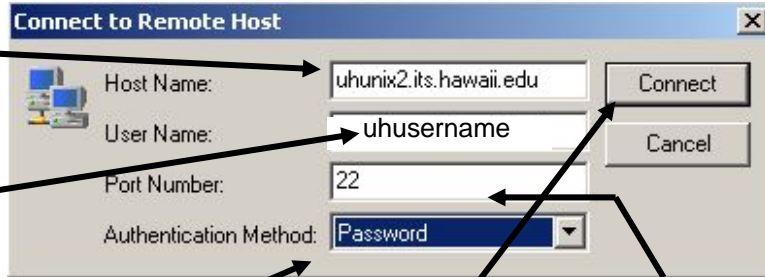 Connect to Remote Host
Host Name: uhunix2.its.hawaii.edu Connect
User Name: uhusername Cancel
Port Number: 22
Authentication Method: Password